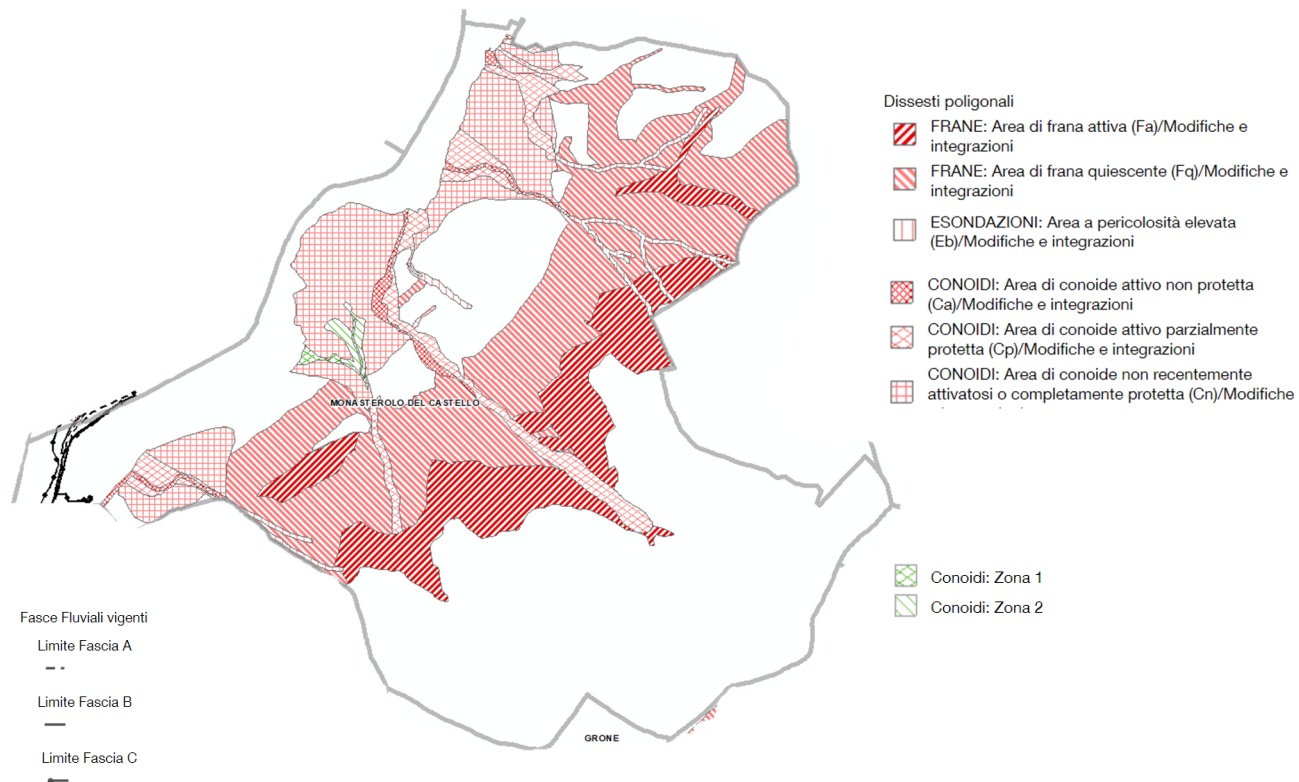 Dissesti poligonali
FRANE: Area di frana attiva (Fa)/Modifiche e
integrazioni
FRANE: Area di frana quiescente (Fq)/Modifiche e
integrazioni
ESONDAZIONI: Area a pericolosità elevata
(Eb)/Modifiche e integrazioni
CONOIDI: Area di conoide attivo non protetta
(Ca)/Modifiche e integrazioni
CONOIDI: Area di conoide attivo parzialmente
protetta (Cp)/Modifiche e integrazioni
CONOIDI: Area di conoide non recentemente
attivatosi o completamente protetta (Cn)/Modifiche
MONASTEROLO DEL CASTELLO
Conoidi: Zona 1
Conoidi: Zona 2
Fasce Fluviali vigenti
Limite Fascia A
Limite Fascia B
Limite Fascia C
GRONE